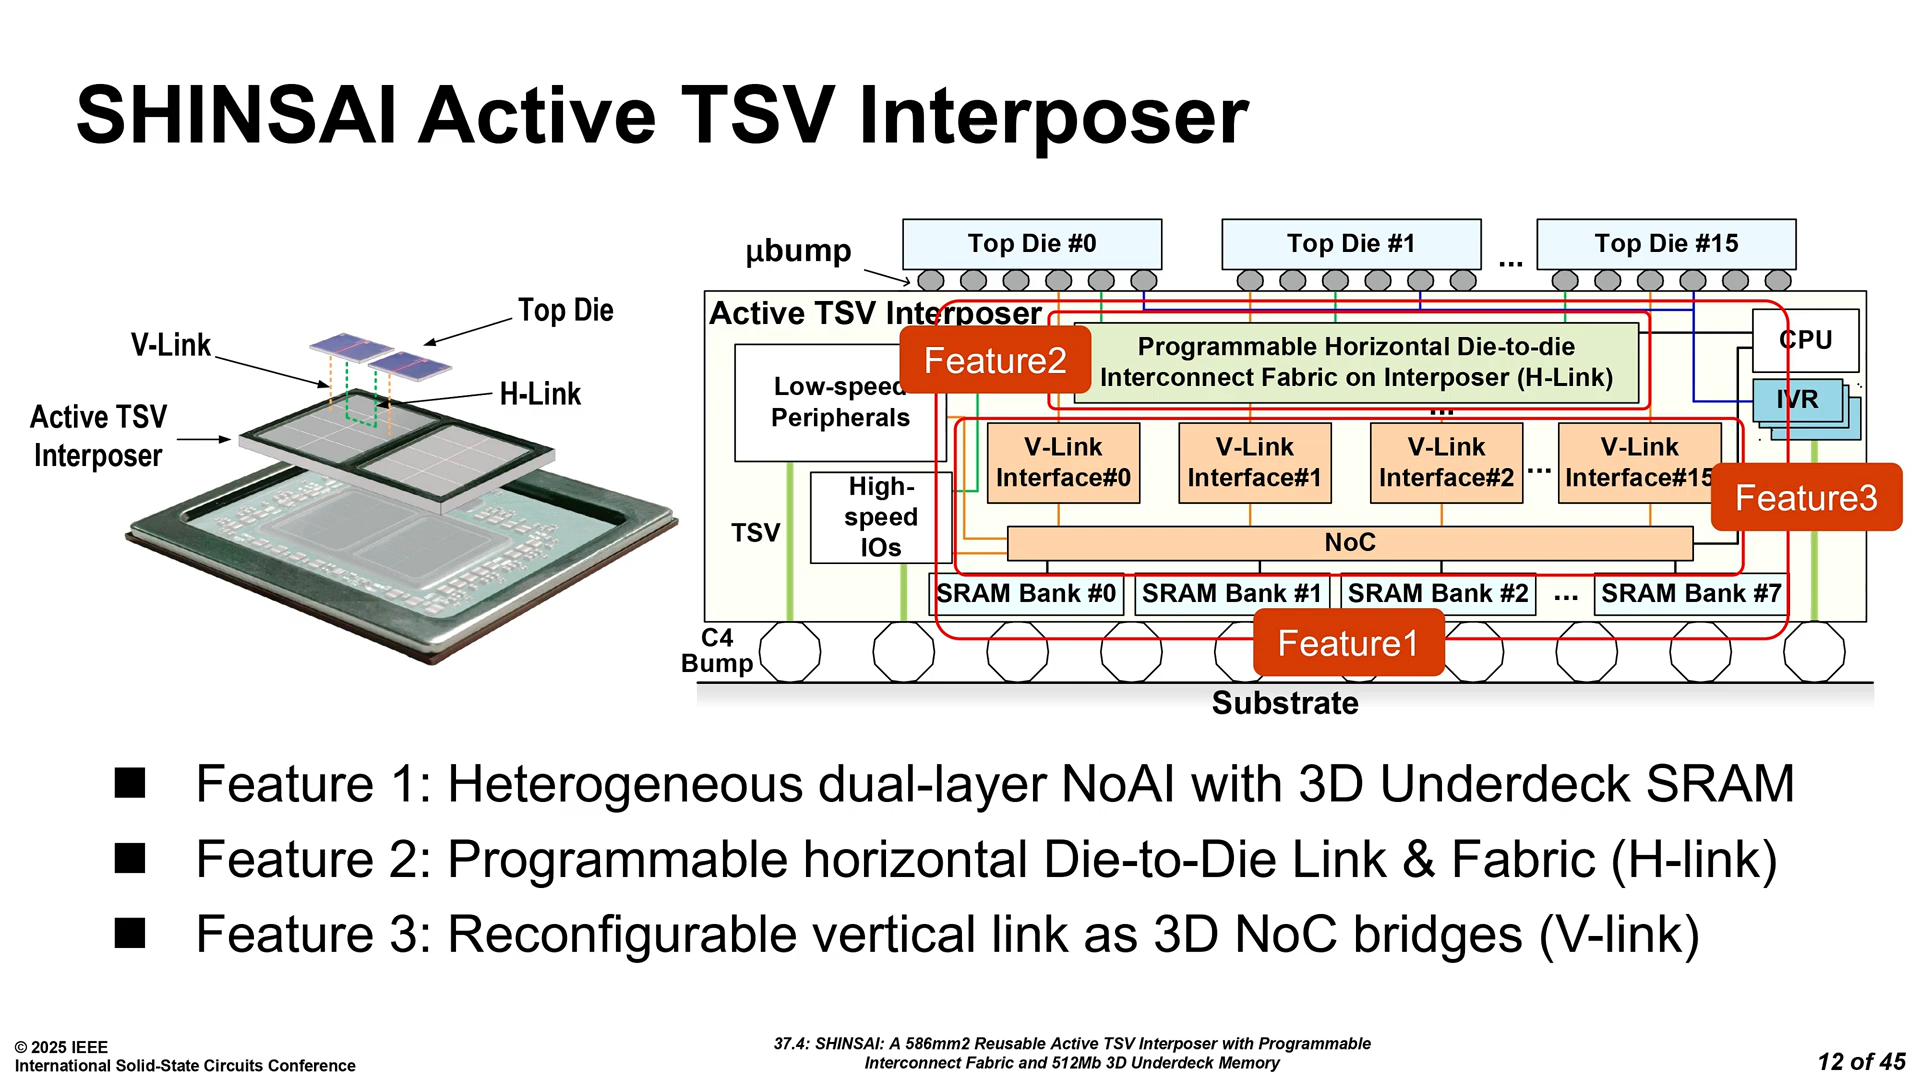 SHINSAI Active TSV Interposer
V-Link
Top Die
H-Link
Active TSV
Interposer
µbump
Top Die #0
Top Die #1
...
Top Die #15
Active TSV Interposer
Feature2
Programmable Horizontal Die-to-die
Interconnect Fabric on Interposer (H-Link)
CPU
IVR
Low-speed
Peripherals
...
V-Link
Interface#0
V-Link
Interface#1
V-Link
Interface#2
...
V-Link
Interface#15
Feature3
High-
speed
IOs
TSV
NoC
SRAM Bank #0
SRAM Bank #1
SRAM Bank #2
...
SRAM Bank #7
Feature1
C4
Bump
Substrate
Feature 1: Heterogeneous dual-layer NoAI with 3D Underdeck SRAM
Feature 2: Programmable horizontal Die-to-Die Link & Fabric (H-link)
Feature 3: Reconfigurable vertical link as 3D NoC bridges (V-link)
© 2025 IEEE
International Solid-State Circuits Conference
37.4: SHINSAI: A 586mm2 Reusable Active TSV Interposer with Programmable
Interconnect Fabric and 512Mb 3D Underdeck Memory
12 of 45